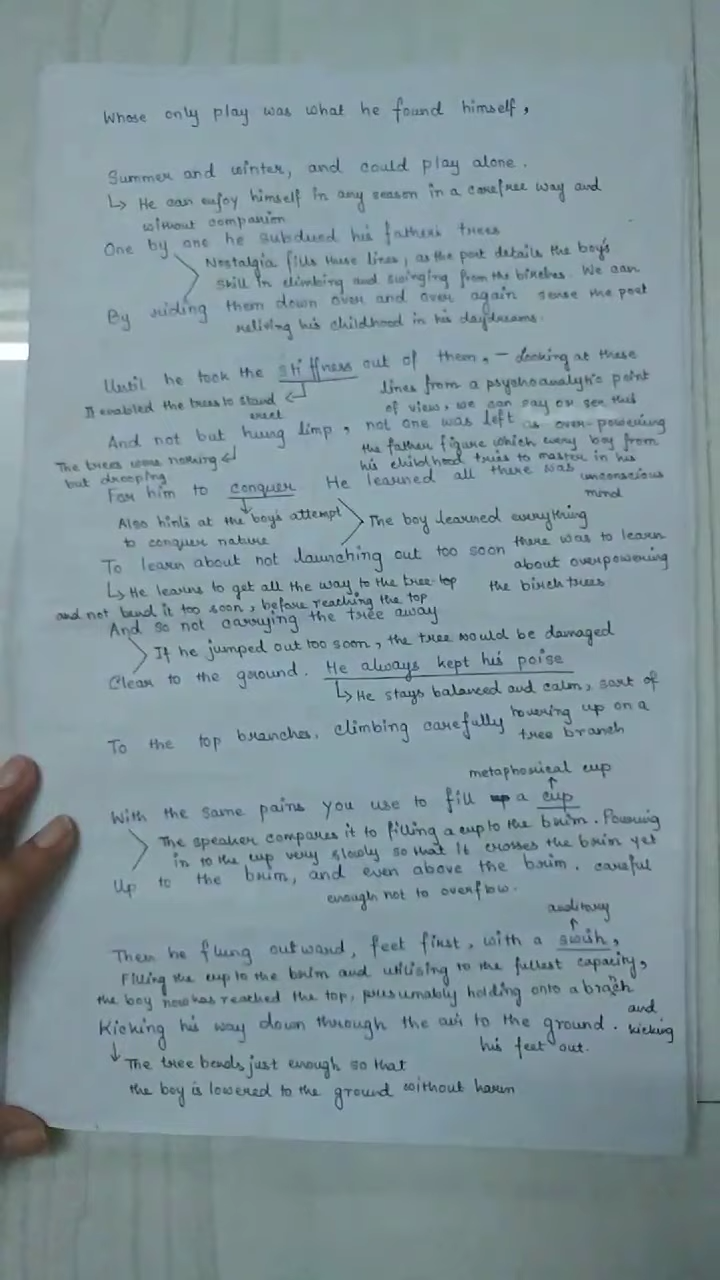 Whose only play was what he found himself,
Summer and winter, and could play alone.
↳ He can enjoy himself in any season in a carefree way and
without companion
One by one he subdued his father's trees
Nostalgia fills these lines, as the poet details the boy's
skill in climbing and swinging from the birches. We can
By riding them down over and over again sense the poet
reliving his childhood in his daydreams.
Until he took the stiffness out of them, - Looking at these
It enabled the trees to stand erect
lines from a psychoanalytic point
of view, we can say or see this
And not but hung limp, not one was left as over-powering
The trees were nothing but drooping
the father figure which every boy from
his childhood tries to master in his
unconscious mind
For him to conquer He learned all there was
Also hints at the boy's attempt
to conquer nature
The boy learned everything
there was to learn
about overpowering
the birch trees
To learn about not launching out too soon
↳ He learns to get all the way to the tree top
and not bend it too soon, before reaching the top
And so not carrying the tree away
If he jumped out too soon, the tree would be damaged
Clear to the ground. He always kept his poise
↳ He stays balanced and calm, sort of
hovering up on a
tree branch
To the top branches, climbing carefully
metaphorical cup
With the same pains you use to fill a cup
The speaker compares it to filling a cup to the brim. Pouring
in to the cup very slowly so that it crosses the brim yet
Up to the brim, and even above the brim. careful
enough not to overflow.
auditory
Then he flung outward, feet first, with a swish,
Filling the cup to the brim and utilising to the fullest capacity,
the boy now has reached the top, presumably holding onto a branch
and kicking
his feet out.
Kicking his way down through the air to the ground.
↓ The tree bends just enough so that
the boy is lowered to the ground without harm